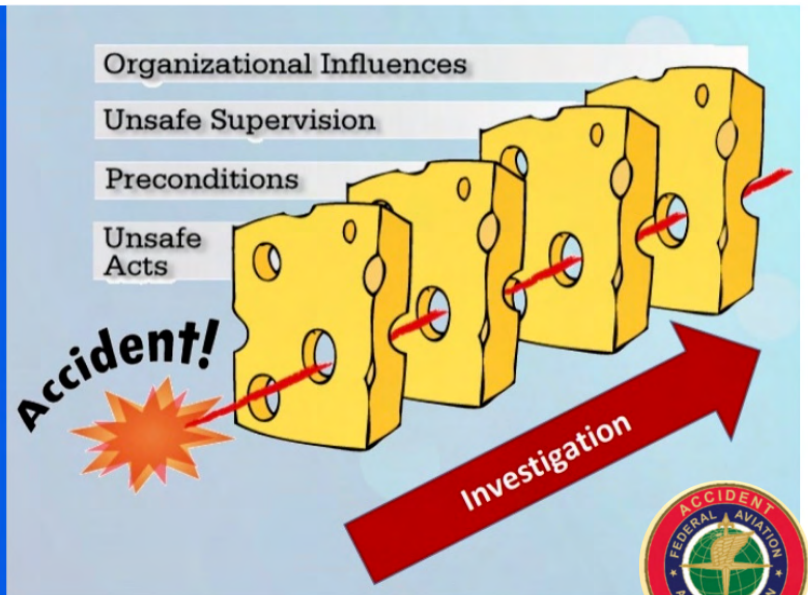 Organizational Influences
Unsafe Supervision
Preconditions
Unsafe
Acts
Accident!
Investigation
ACCIDENT
FEDERAL AVIATION